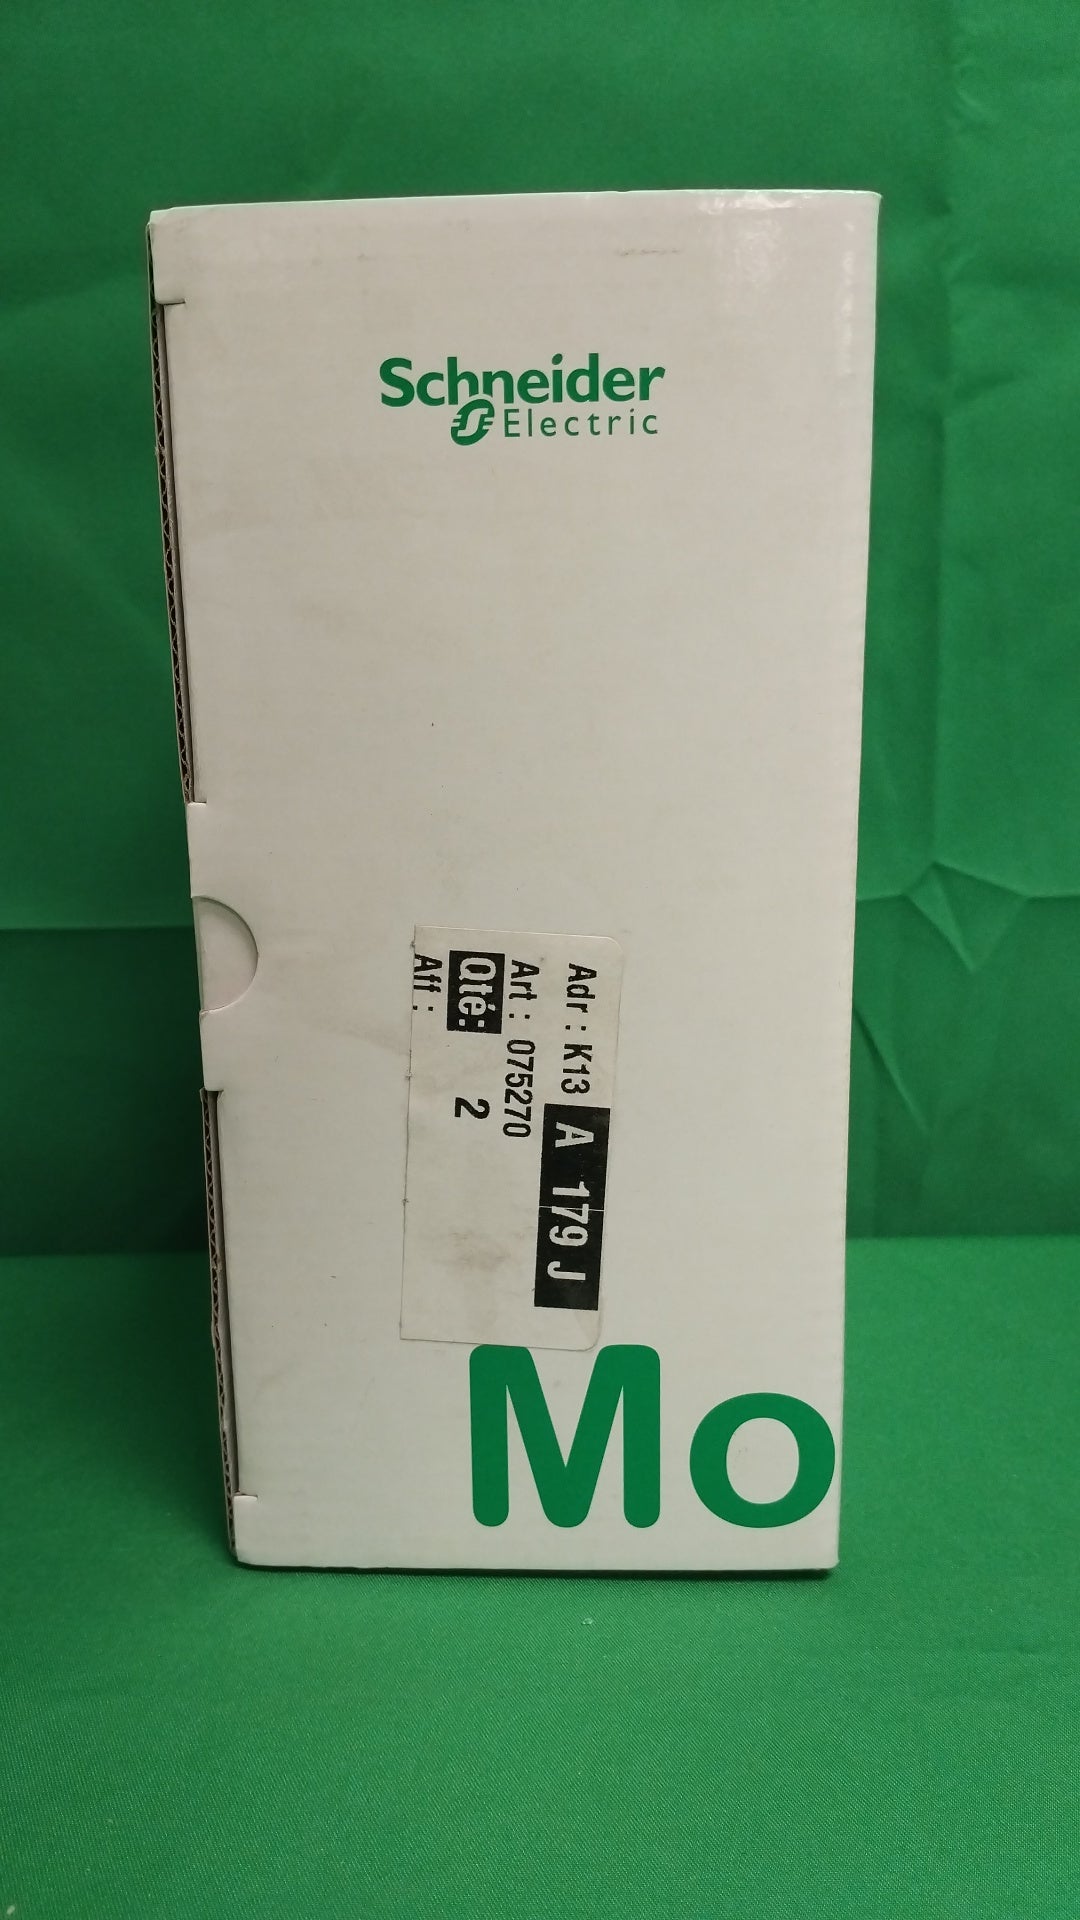 Schneider
Electric
Adr : K13 A 179 J
Art : 075270
Qté: 2
Aff :
Mo